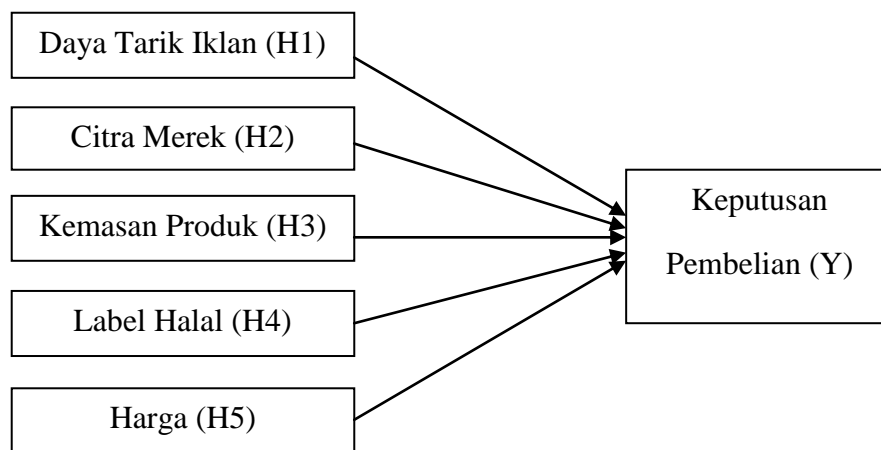 Daya Tarik Iklan (H1)
Citra Merek (H2)
Kemasan Produk (H3)
Label Halal (H4)
Harga (H5)
Keputusan
Pembelian (Y)